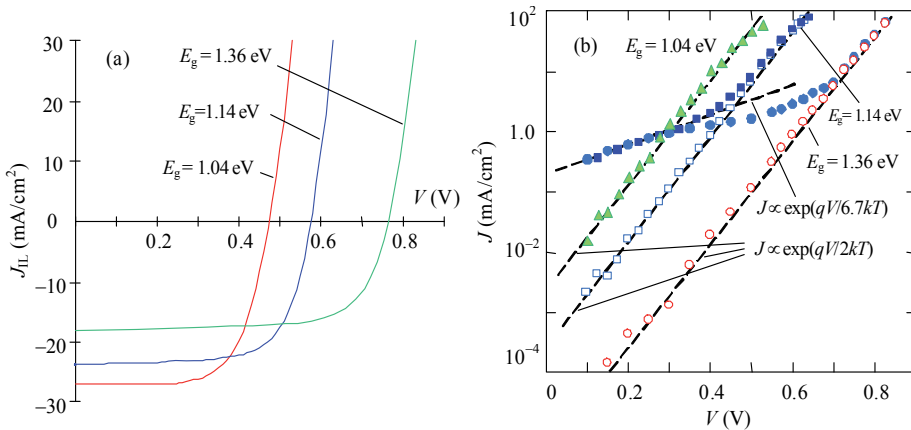 (a)
E_g = 1.36 eV
E_g = 1.14 eV
E_g = 1.04 eV
30
20
10
0
−10
−20
−30
0.2
0.4
0.6
0.8
V (V)
J_IL (mA/cm²)
(b)
E_g = 1.04 eV
E_g = 1.14 eV
E_g = 1.36 eV
J∝exp(qV/6.7kT)
J∝exp(qV/2kT)
10²
1.0
10⁻²
10⁻⁴
0
0.2
0.4
0.6
0.8
V (V)
J (mA/cm²)